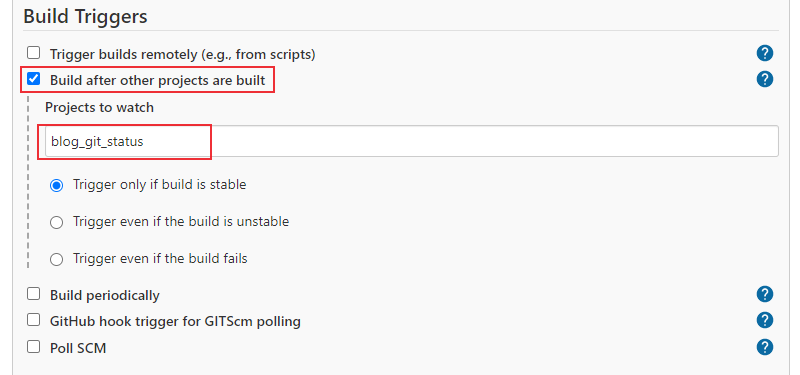 Build Triggers
Trigger builds remotely (e.g., from scripts)
?
Build after other projects are built
?
Projects to watch
blog_git_status
Trigger only if build is stable
Trigger even if the build is unstable
Trigger even if the build fails
Build periodically
?
GitHub hook trigger for GITScm polling
?
Poll SCM
?